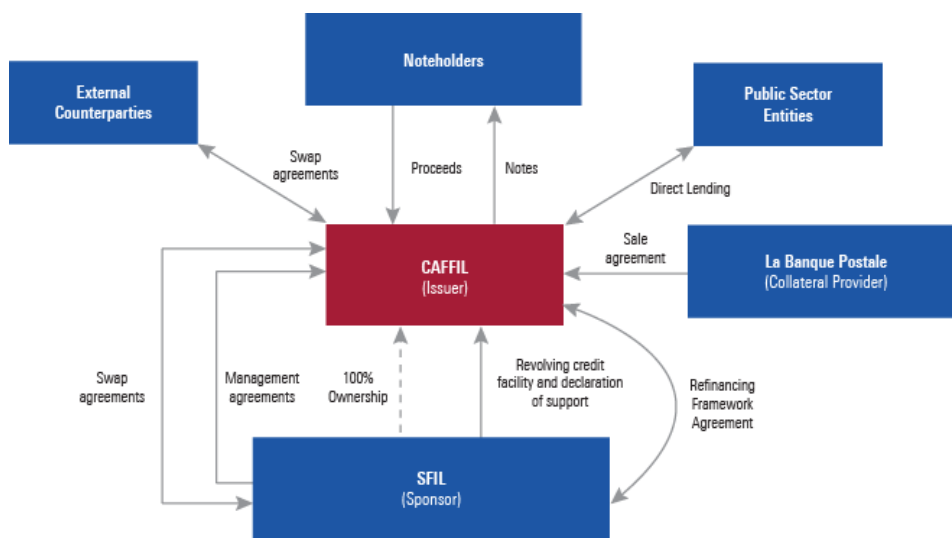 Noteholders
External
Counterparties
Public Sector
Entities
Swap
agreements
Proceeds
Notes
Direct Lending
CAFFIL
(Issuer)
Sale
agreement
La Banque Postale
(Collateral Provider)
Swap
agreements
Management
agreements
100%
Ownership
Revolving credit
facility and declaration
of support
Refinancing
Framework
Agreement
SFIL
(Sponsor)